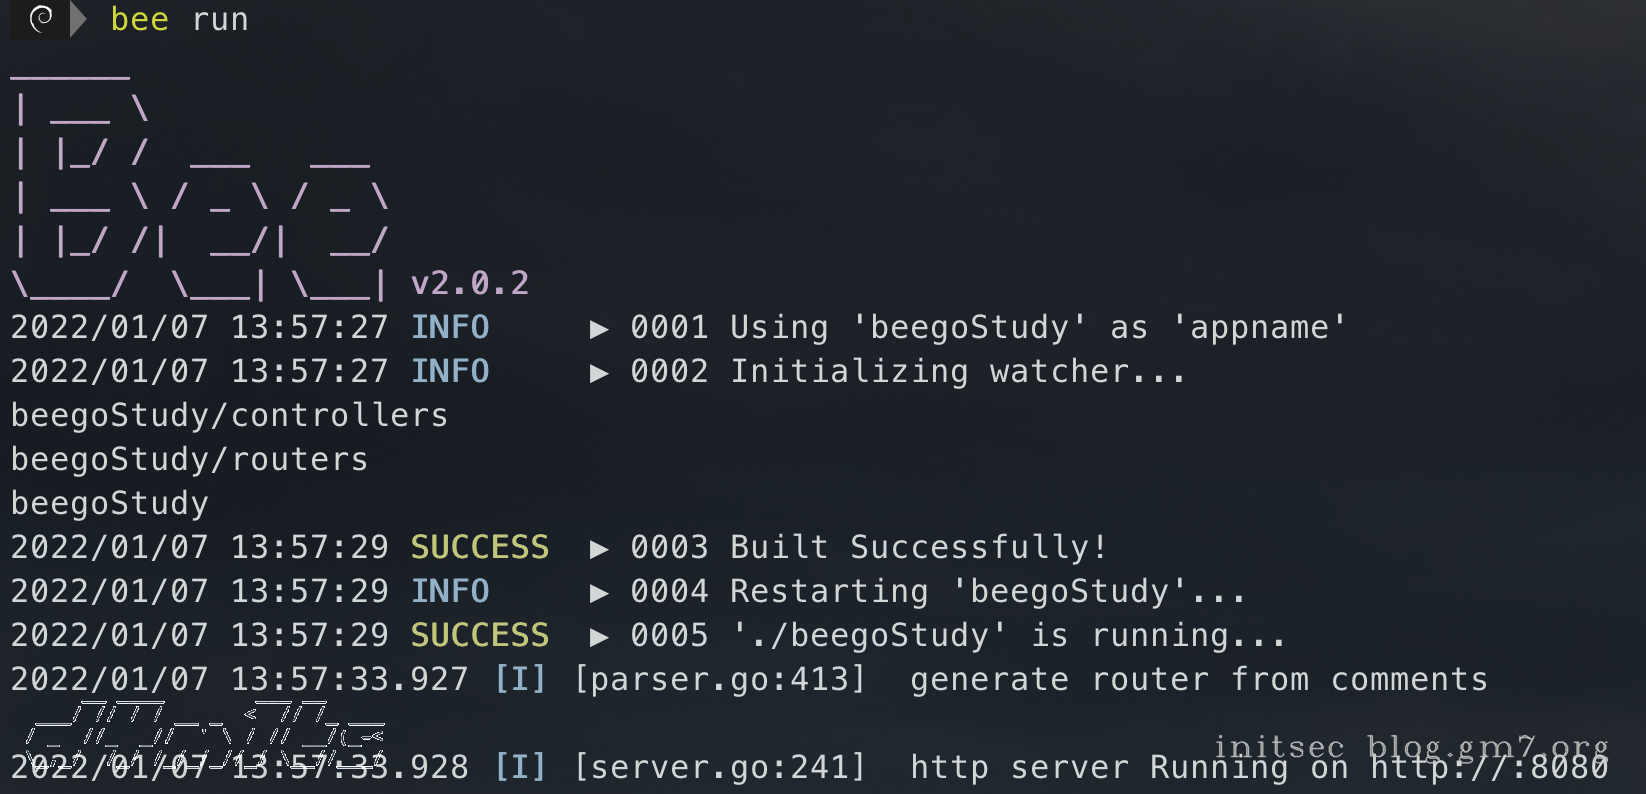 bee run
______
| ___ \
| |_/ /  ___   ___
| ___ \ / _ \ / _ \
| |_/ /|  __/|  __/
\____/  \___| \___| v2.0.2
2022/01/07 13:57:27 INFO     ▶ 0001 Using 'beegoStudy' as 'appname'
2022/01/07 13:57:27 INFO     ▶ 0002 Initializing watcher...
beegoStudy/controllers
beegoStudy/routers
beegoStudy
2022/01/07 13:57:29 SUCCESS  ▶ 0003 Built Successfully!
2022/01/07 13:57:29 INFO     ▶ 0004 Restarting 'beegoStudy'...
2022/01/07 13:57:29 SUCCESS  ▶ 0005 './beegoStudy' is running...
2022/01/07 13:57:33.927 [I] [parser.go:413]  generate router from comments
initsec blog.gm7.org
2022/01/07 13:57:33.928 [I] [server.go:241]  http server Running on http://:8080